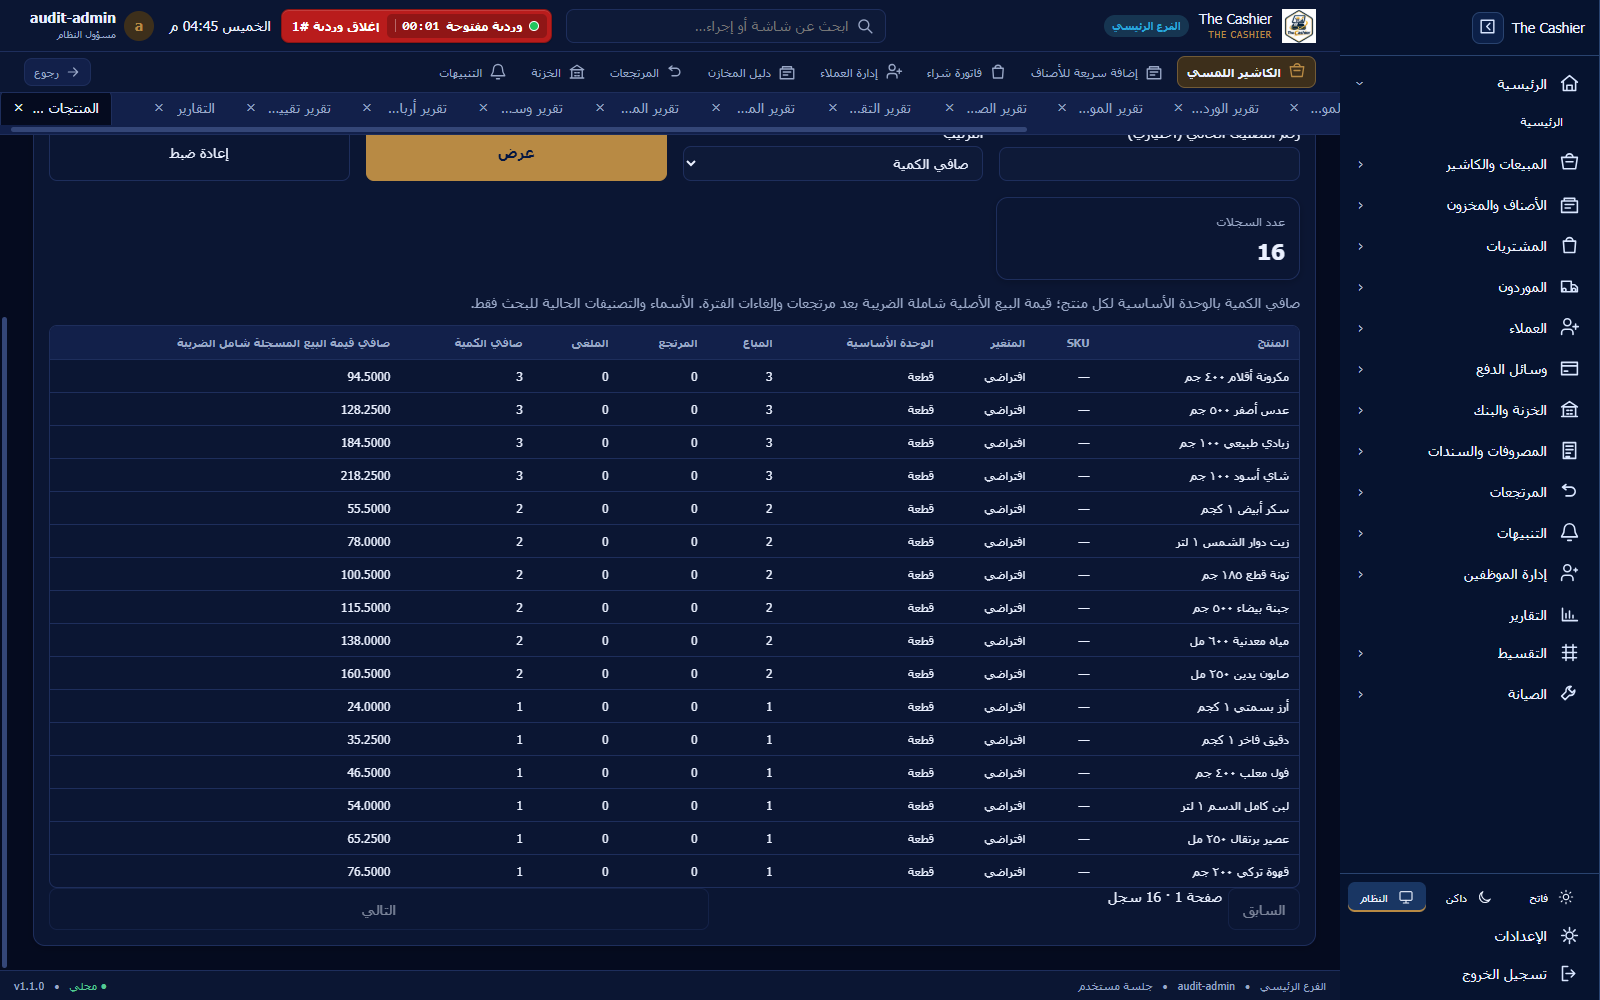 The Cashier
الرئيسية
الرئيسية
المبيعات والكاشير
الأصناف والمخزون
المشتريات
الموردون
العملاء
وسائل الدفع
الخزنة والبنك
المصروفات والسندات
المرتجعات
التنبيهات
إدارة الموظفين
التقارير
التقسيط
الصيانة
فاتح داكن النظام
الإعدادات
تسجيل الخروج
The Cashier
THE CASHIER
الفرع الرئيسي
ابحث عن شاشة أو إجراء...
وردية مفتوحة 00:01 إغلاق وردية #1
الخميس 04:45 م
a
audit-admin
مسؤول النظام
الكاشير اللمسي إضافة سريعة للأصناف فاتورة شراء إدارة العملاء دليل المخازن المرتجعات الخزنة التنبيهات رجوع
المو... × تقرير الورد... × تقرير المو... × تقرير الص... × تقرير التق... × تقرير الم... × تقرير الم... × تقرير وسـ... × تقرير أربا... × تقرير تقييـ... × التقارير × المنتجات ... ×
رقم التصنيف الحالي (اختياري)
الترتيب
صافي الكمية
عرض
إعادة ضبط
عدد السجلات
16
صافي الكمية بالوحدة الأساسية لكل منتج؛ قيمة البيع الأصلية شاملة الضريبة بعد مرتجعات وإلغاءات الفترة. الأسماء والتصنيفات الحالية للبحث فقط.
المنتج SKU المتغير الوحدة الأساسية المباع المرتجع الملغى صافي الكمية صافي قيمة البيع المسجلة شامل الضريبة
مكرونة أقلام ٤٠٠ جم — افتراضي قطعة 3 0 0 3 94.5000
عدس أصفر ٥٠٠ جم — افتراضي قطعة 3 0 0 3 128.2500
زبادي طبيعي ١٠٠ جم — افتراضي قطعة 3 0 0 3 184.5000
شاي أسود ١٠٠ جم — افتراضي قطعة 3 0 0 3 218.2500
سكر أبيض ١ كجم — افتراضي قطعة 2 0 0 2 55.5000
زيت دوار الشمس ١ لتر — افتراضي قطعة 2 0 0 2 78.0000
تونة قطع ١٨٥ جم — افتراضي قطعة 2 0 0 2 100.5000
جبنة بيضاء ٥٠٠ جم — افتراضي قطعة 2 0 0 2 115.5000
مياه معدنية ٦٠٠ مل — افتراضي قطعة 2 0 0 2 138.0000
صابون يدين ٢٥٠ مل — افتراضي قطعة 2 0 0 2 160.5000
أرز بسمتي ١ كجم — افتراضي قطعة 1 0 0 1 24.0000
دقيق فاخر ١ كجم — افتراضي قطعة 1 0 0 1 35.2500
فول معلب ٤٠٠ جم — افتراضي قطعة 1 0 0 1 46.5000
لبن كامل الدسم ١ لتر — افتراضي قطعة 1 0 0 1 54.0000
عصير برتقال ٢٥٠ مل — افتراضي قطعة 1 0 0 1 65.2500
قهوة تركي ٢٠٠ جم — افتراضي قطعة 1 0 0 1 76.5000
السابق
صفحة 1 · 16 سجل
التالي
الفرع الرئيسي • audit-admin • جلسة مستخدم
محلي • v1.1.0